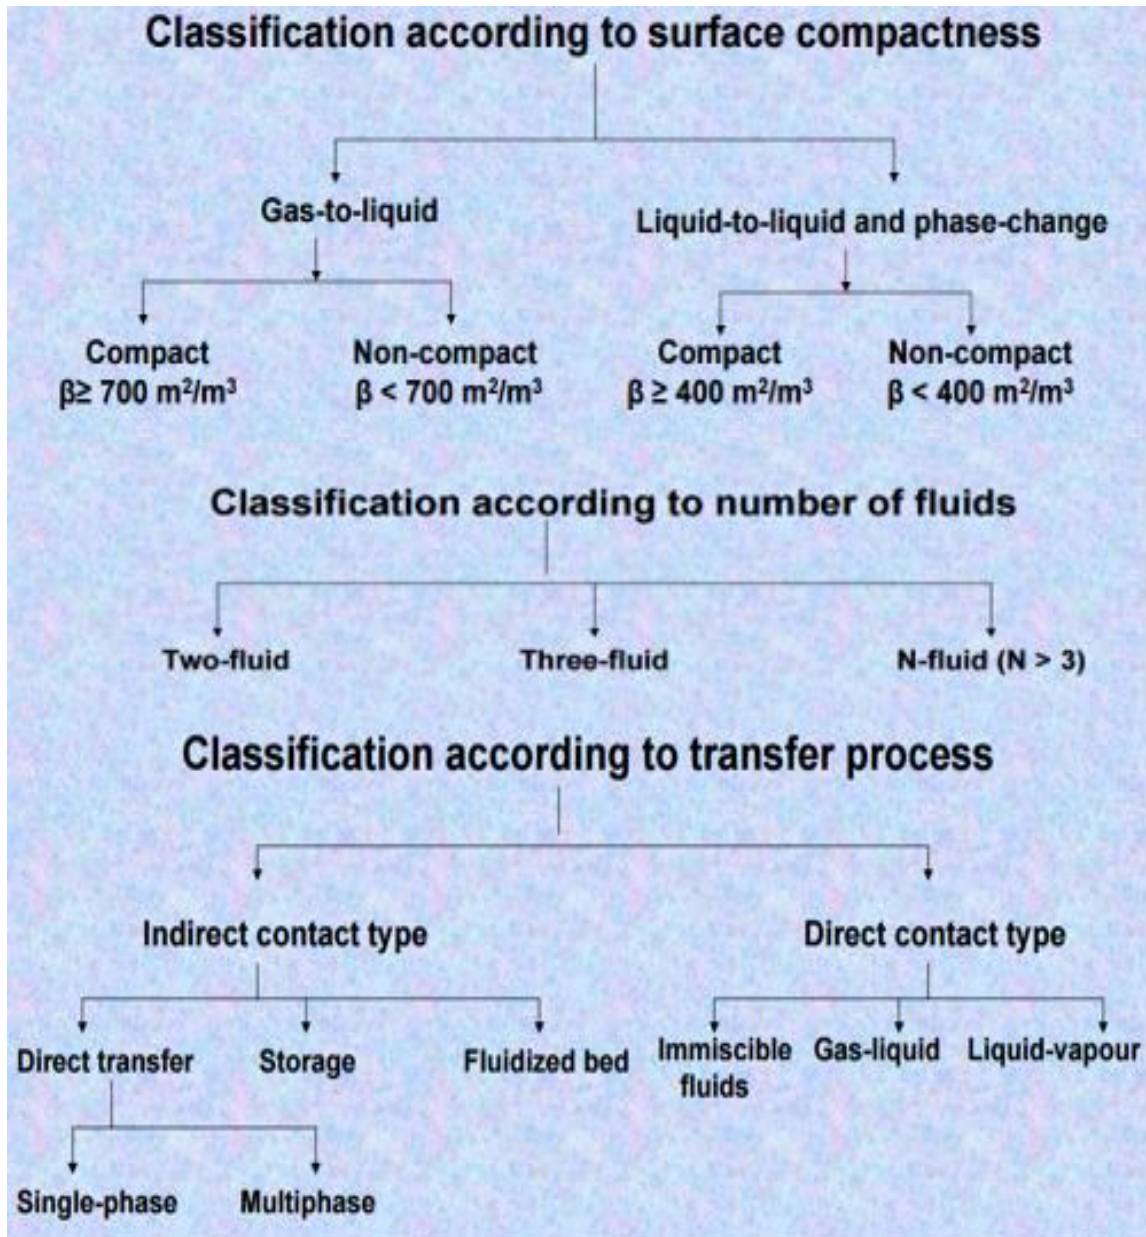 Classification according to surface compactness
Gas-to-liquid
Liquid-to-liquid and phase-change
Compact
β≥ 700 m²/m³
Non-compact
β < 700 m²/m³
Compact
β ≥ 400 m²/m³
Non-compact
β < 400 m²/m³
Classification according to number of fluids
Two-fluid
Three-fluid
N-fluid (N > 3)
Classification according to transfer process
Indirect contact type
Direct contact type
Direct transfer
Storage
Fluidized bed
Immiscible
fluids
Gas-liquid
Liquid-vapour
Single-phase
Multiphase